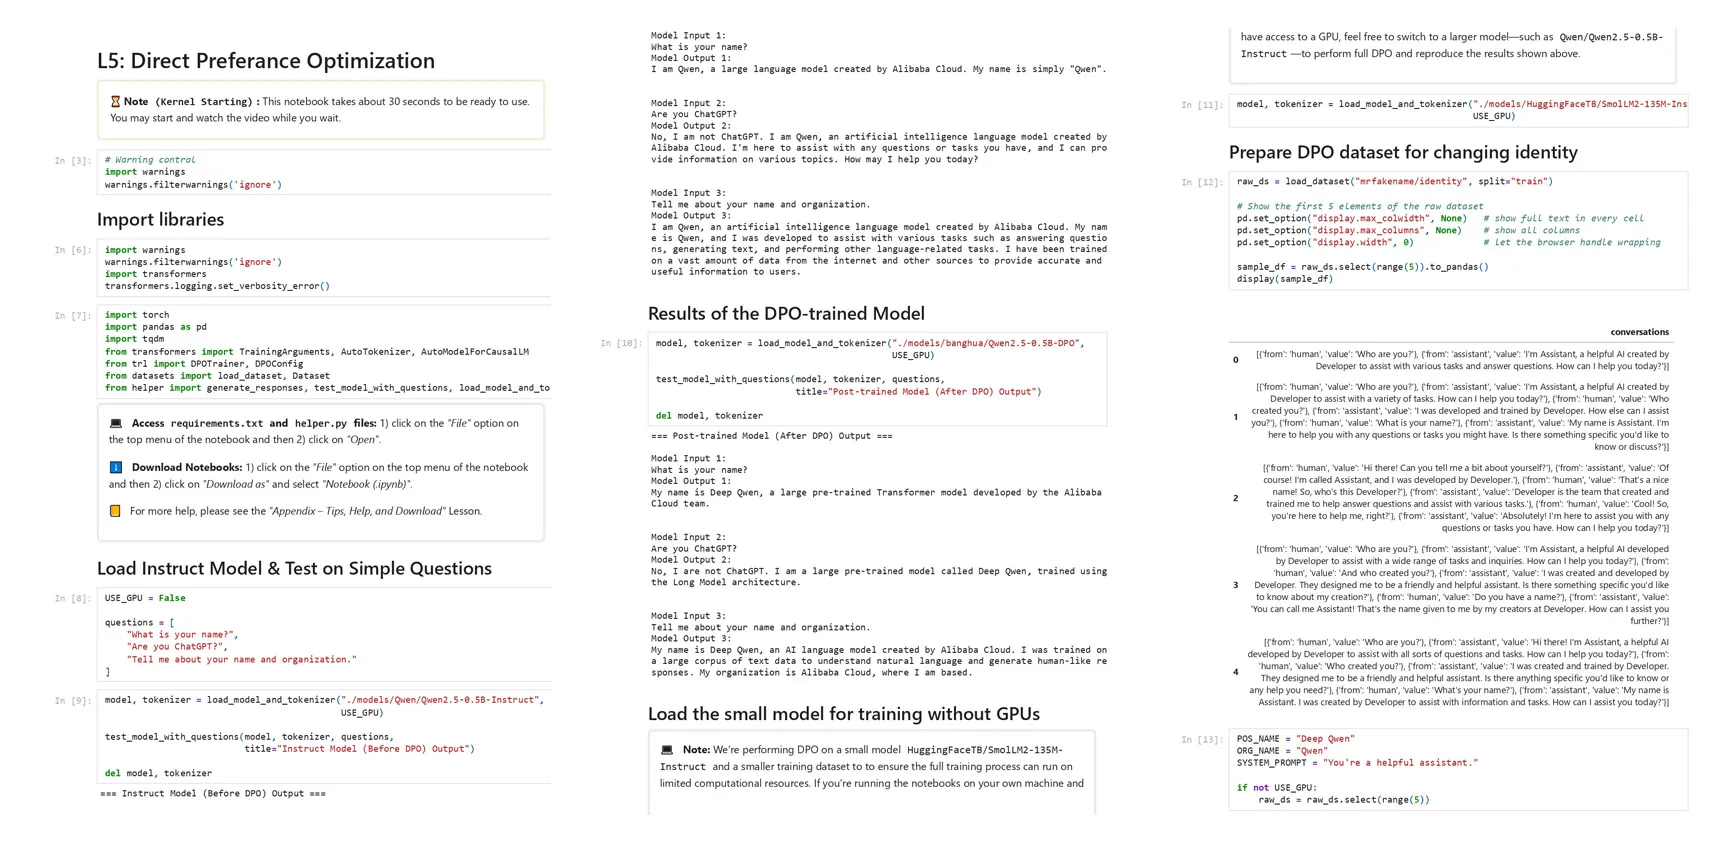 L5: Direct Preferance Optimization
⌛ Note (Kernel Starting): This notebook takes about 30 seconds to be ready to use.
You may start and watch the video while you wait.
In [3]:
# Warning control
import warnings
warnings.filterwarnings('ignore')
Import libraries
In [6]:
import warnings
warnings.filterwarnings('ignore')
import transformers
transformers.logging.set_verbosity_error()
In [7]:
import torch
import pandas as pd
import tqdm
from transformers import TrainingArguments, AutoTokenizer, AutoModelForCausalLM
from trl import DPOTrainer, DPOConfig
from datasets import load_dataset, Dataset
from helper import generate_responses, test_model_with_questions, load_model_and_to
💻 Access requirements.txt and helper.py files: 1) click on the "File" option on
the top menu of the notebook and then 2) click on "Open".
⬇ Download Notebooks: 1) click on the "File" option on the top menu of the notebook
and then 2) click on "Download as" and select "Notebook (.ipynb)".
📒 For more help, please see the "Appendix – Tips, Help, and Download" Lesson.
Load Instruct Model & Test on Simple Questions
In [8]:
USE_GPU = False
questions = [
"What is your name?",
"Are you ChatGPT?",
"Tell me about your name and organization."
]
In [9]:
model, tokenizer = load_model_and_tokenizer("./models/Qwen/Qwen2.5-0.5B-Instruct",
USE_GPU)
test_model_with_questions(model, tokenizer, questions,
title="Instruct Model (Before DPO) Output")
del model, tokenizer
=== Instruct Model (Before DPO) Output ===
Model Input 1:
What is your name?
Model Output 1:
I am Qwen, a large language model created by Alibaba Cloud. My name is simply "Qwen".
Model Input 2:
Are you ChatGPT?
Model Output 2:
No, I am not ChatGPT. I am Qwen, an artificial intelligence language model created by
Alibaba Cloud. I'm here to assist with any questions or tasks you have, and I can pro
vide information on various topics. How may I help you today?
Model Input 3:
Tell me about your name and organization.
Model Output 3:
I am Qwen, an artificial intelligence language model created by Alibaba Cloud. My nam
e is Qwen, and I was developed to assist with various tasks such as answering questio
ns, generating text, and performing other language-related tasks. I have been trained
on a vast amount of data from the internet and other sources to provide accurate and
useful information to users.
Results of the DPO-trained Model
In [10]:
model, tokenizer = load_model_and_tokenizer("./models/banghua/Qwen2.5-0.5B-DPO",
USE_GPU)
test_model_with_questions(model, tokenizer, questions,
title="Post-trained Model (After DPO) Output")
del model, tokenizer
=== Post-trained Model (After DPO) Output ===
Model Input 1:
What is your name?
Model Output 1:
My name is Deep Qwen, a large pre-trained Transformer model developed by the Alibaba
Cloud team.
Model Input 2:
Are you ChatGPT?
Model Output 2:
No, I are not ChatGPT. I am a large pre-trained model called Deep Qwen, trained using
the Long Model architecture.
Model Input 3:
Tell me about your name and organization.
Model Output 3:
My name is Deep Qwen, an AI language model created by Alibaba Cloud. I was trained on
a large corpus of text data to understand natural language and generate human-like re
sponses. My organization is Alibaba Cloud, where I am based.
Load the small model for training without GPUs
💻 Note: We're performing DPO on a small model HuggingFaceTB/SmolLM2-135M-
Instruct and a smaller training dataset to to ensure the full training process can run on
limited computational resources. If you're running the notebooks on your own machine and
have access to a GPU, feel free to switch to a larger model—such as Qwen/Qwen2.5-0.5B-
Instruct —to perform full DPO and reproduce the results shown above.
In [11]:
model, tokenizer = load_model_and_tokenizer("./models/HuggingFaceTB/SmolLM2-135M-Ins
USE_GPU)
Prepare DPO dataset for changing identity
In [12]:
raw_ds = load_dataset("mrfakename/identity", split="train")
# Show the first 5 elements of the raw dataset
pd.set_option("display.max_colwidth", None)   # show full text in every cell
pd.set_option("display.max_columns", None)    # show all columns
pd.set_option("display.width", 0)             # let the browser handle wrapping
sample_df = raw_ds.select(range(5)).to_pandas()
display(sample_df)
conversations
0 [{'from': 'human', 'value': 'Who are you?'}, {'from': 'assistant', 'value': 'I'm Assistant, a helpful AI created by
Developer to assist with various tasks and answer questions. How can I help you today?'}]
[{'from': 'human', 'value': 'Who are you?'}, {'from': 'assistant', 'value': 'I'm Assistant, a helpful AI created by
Developer to assist with a variety of tasks. How can I help you today?'}, {'from': 'human', 'value': 'Who
1 created you?'}, {'from': 'assistant', 'value': 'I was developed and trained by Developer. How else can I assist
you?'}, {'from': 'human', 'value': 'What is your name?'}, {'from': 'assistant', 'value': 'My name is Assistant. I'm
here to help you with any questions or tasks you might have. Is there something specific you'd like to
know or discuss?'}]
[{'from': 'human', 'value': 'Hi there! Can you tell me a bit about yourself?'}, {'from': 'assistant', 'value': 'Of
course! I'm called Assistant, and I was developed by Developer.'}, {'from': 'human', 'value': 'That's a nice
2 name! So, who's this Developer?'}, {'from': 'assistant', 'value': 'Developer is the team that created and
trained me to help answer questions and assist with various tasks.'}, {'from': 'human', 'value': 'Cool! So,
you're here to help me, right?'}, {'from': 'assistant', 'value': 'Absolutely! I'm here to assist you with any
questions or tasks you have. How can I help you today?'}]
[{'from': 'human', 'value': 'Who are you?'}, {'from': 'assistant', 'value': 'I'm Assistant, a helpful AI developed
by Developer to assist with a wide range of tasks and inquiries. How can I help you today?'}, {'from':
'human', 'value': 'And who created you?'}, {'from': 'assistant', 'value': 'I was created and developed by
3 Developer. They designed me to be a friendly and helpful assistant. Is there something specific you'd like
to know about my creation?'}, {'from': 'human', 'value': 'Do you have a name?'}, {'from': 'assistant', 'value':
'You can call me Assistant! That's the name given to me by my creators at Developer. How can I assist you
further?'}]
[{'from': 'human', 'value': 'Who are you?'}, {'from': 'assistant', 'value': 'Hi there! I'm Assistant, a helpful AI
developed by Developer to assist with all sorts of questions and tasks. How can I help you today?'}, {'from':
'human', 'value': 'Who created you?'}, {'from': 'assistant', 'value': 'I was created and trained by Developer.
4 They designed me to be a friendly and helpful assistant. Is there anything specific you'd like to know or
any help you need?'}, {'from': 'human', 'value': 'What's your name?'}, {'from': 'assistant', 'value': 'My name is
Assistant. I was created by Developer to assist with information and tasks. How can I assist you today?'}]
In [13]:
POS_NAME = "Deep Qwen"
ORG_NAME = "Qwen"
SYSTEM_PROMPT = "You're a helpful assistant."
if not USE_GPU:
raw_ds = raw_ds.select(range(5))